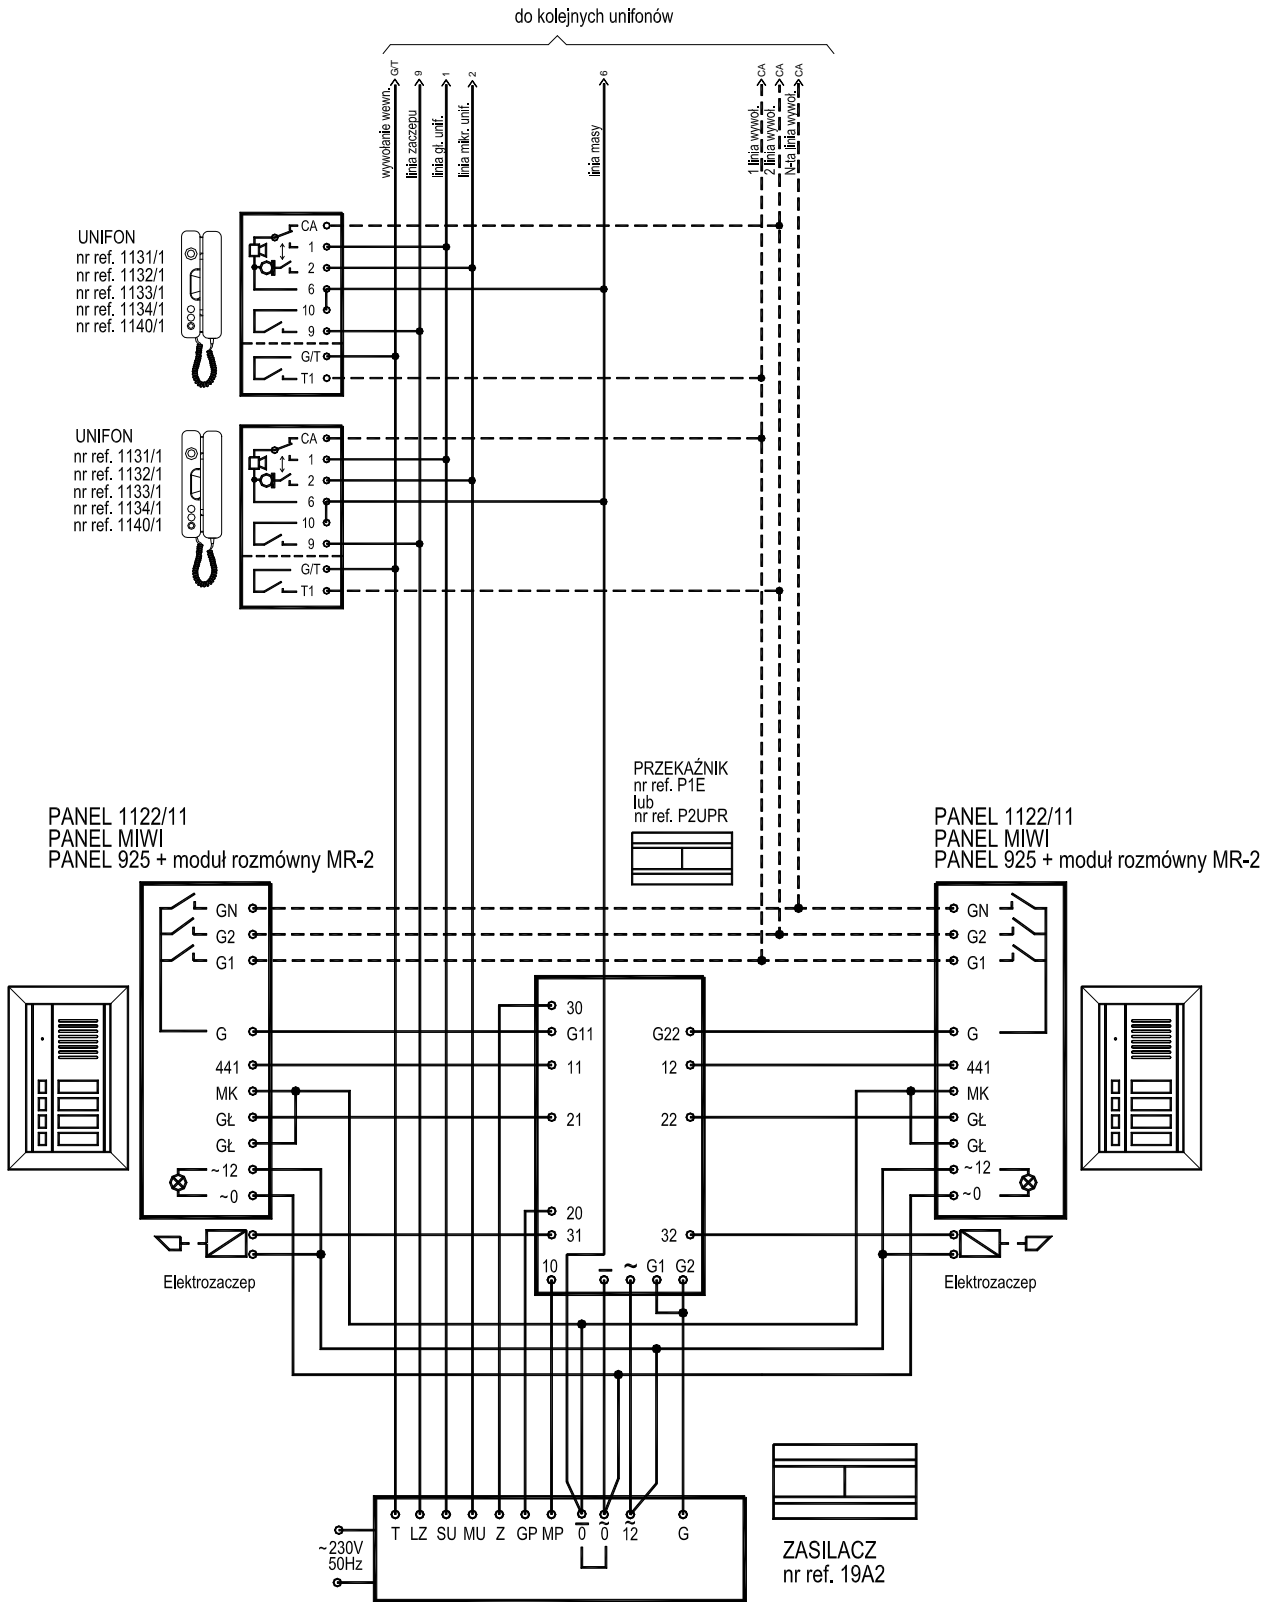 do kolejnych unifonów
G/T
9
1
2
6
CA
CA
CA
wywołanie wewn.
linia zaczepu
linia gł. unif.
linia mikr. unif.
linia masy
1 linia wywoł.
2 linia wywoł.
N-ta linia wywoł.
UNIFON
nr ref. 1131/1
nr ref. 1132/1
nr ref. 1133/1
nr ref. 1134/1
nr ref. 1140/1
CA
1
2
6
10
9
G/T
T1
UNIFON
nr ref. 1131/1
nr ref. 1132/1
nr ref. 1133/1
nr ref. 1134/1
nr ref. 1140/1
CA
1
2
6
10
9
G/T
T1
PRZEKAŹNIK
nr ref. P1E
lub
nr ref. P2UPR
PANEL 1122/11
PANEL MIWI
PANEL 925 + moduł rozmówny MR-2
PANEL 1122/11
PANEL MIWI
PANEL 925 + moduł rozmówny MR-2
GN
G2
G1
G
441
MK
GŁ
GŁ
~12
~0
Elektrozaczep
30
G11
11
21
20
31
10
G22
12
22
32
– ~ G1 G2
GN
G2
G1
G
441
MK
GŁ
GŁ
~12
~0
Elektrozaczep
T LZ SU MU Z GP MP 0 0 12 G
~230V
50Hz
ZASILACZ
nr ref. 19A2